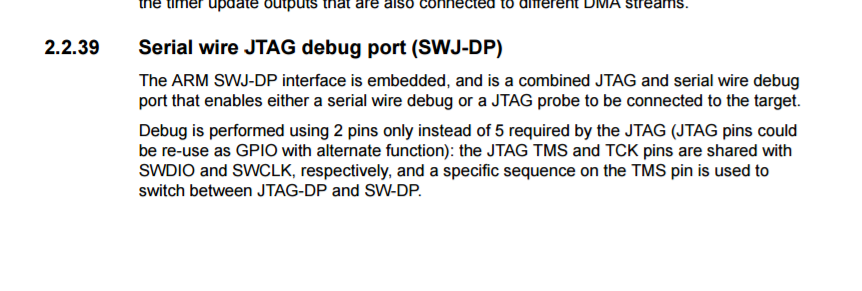 the timer update outputs that are also connected to different DMA streams.
2.2.39 Serial wire JTAG debug port (SWJ-DP)
The ARM SWJ-DP interface is embedded, and is a combined JTAG and serial wire debug
port that enables either a serial wire debug or a JTAG probe to be connected to the target.
Debug is performed using 2 pins only instead of 5 required by the JTAG (JTAG pins could
be re-use as GPIO with alternate function): the JTAG TMS and TCK pins are shared with
SWDIO and SWCLK, respectively, and a specific sequence on the TMS pin is used to
switch between JTAG-DP and SW-DP.